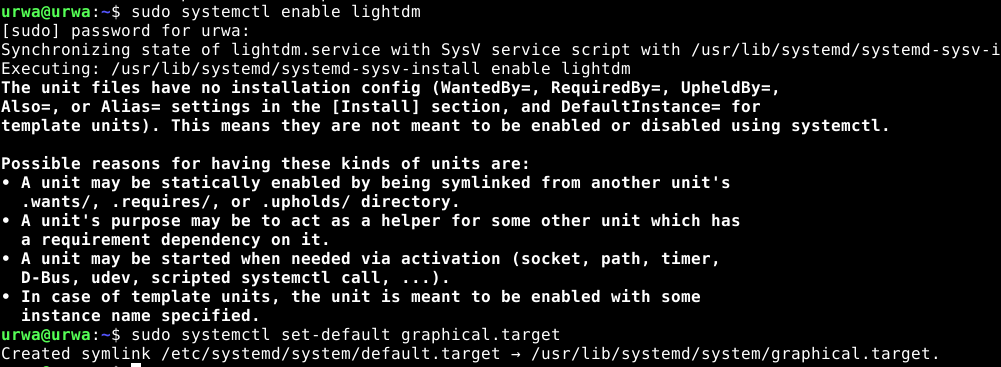 urwa@urwa:~$ sudo systemctl enable lightdm
[sudo] password for urwa:
Synchronizing state of lightdm.service with SysV service script with /usr/lib/systemd/systemd-sysv-i
Executing: /usr/lib/systemd/systemd-sysv-install enable lightdm
The unit files have no installation config (WantedBy=, RequiredBy=, UpheldBy=,
Also=, or Alias= settings in the [Install] section, and DefaultInstance= for
template units). This means they are not meant to be enabled or disabled using systemctl.

Possible reasons for having these kinds of units are:
• A unit may be statically enabled by being symlinked from another unit's
  .wants/, .requires/, or .upholds/ directory.
• A unit's purpose may be to act as a helper for some other unit which has
  a requirement dependency on it.
• A unit may be started when needed via activation (socket, path, timer,
  D-Bus, udev, scripted systemctl call, ...).
• In case of template units, the unit is meant to be enabled with some
  instance name specified.
urwa@urwa:~$ sudo systemctl set-default graphical.target
Created symlink /etc/systemd/system/default.target → /usr/lib/systemd/system/graphical.target.